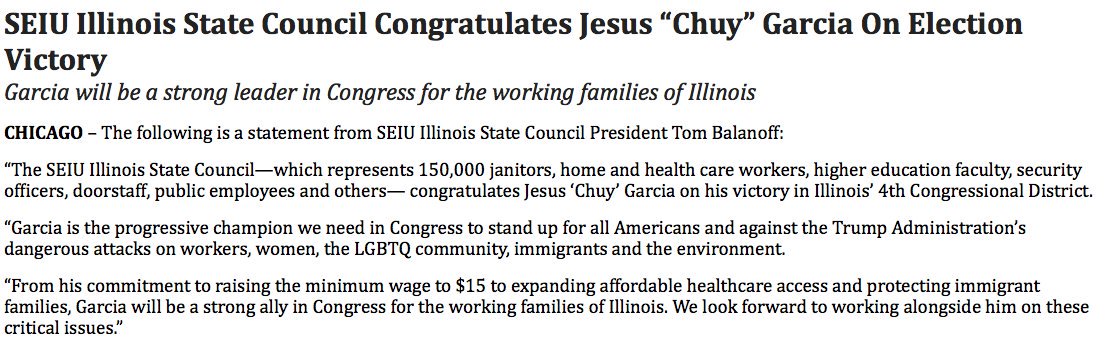 SEIU Illinois State Council Congratulates Jesus “Chuy” Garcia On Election
Victory
Garcia will be a strong leader in Congress for the working families of Illinois
CHICAGO – The following is a statement from SEIU Illinois State Council President Tom Balanoff:
“The SEIU Illinois State Council—which represents 150,000 janitors, home and health care workers, higher education faculty, security
officers, doorstaff, public employees and others— congratulates Jesus ‘Chuy’ Garcia on his victory in Illinois’ 4th Congressional District.
“Garcia is the progressive champion we need in Congress to stand up for all Americans and against the Trump Administration’s
dangerous attacks on workers, women, the LGBTQ community, immigrants and the environment.
“From his commitment to raising the minimum wage to $15 to expanding affordable healthcare access and protecting immigrant
families, Garcia will be a strong ally in Congress for the working families of Illinois. We look forward to working alongside him on these
critical issues.”